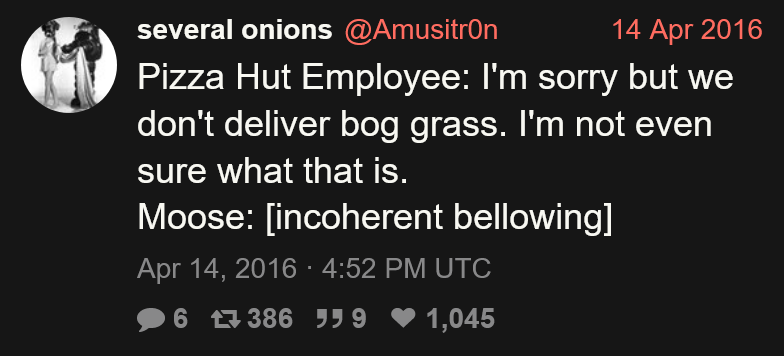 several onions @Amusitr0n 14 Apr 2016
Pizza Hut Employee: I'm sorry but we
don't deliver bog grass. I'm not even
sure what that is.
Moose: [incoherent bellowing]
Apr 14, 2016 · 4:52 PM UTC
6 386 9 1,045